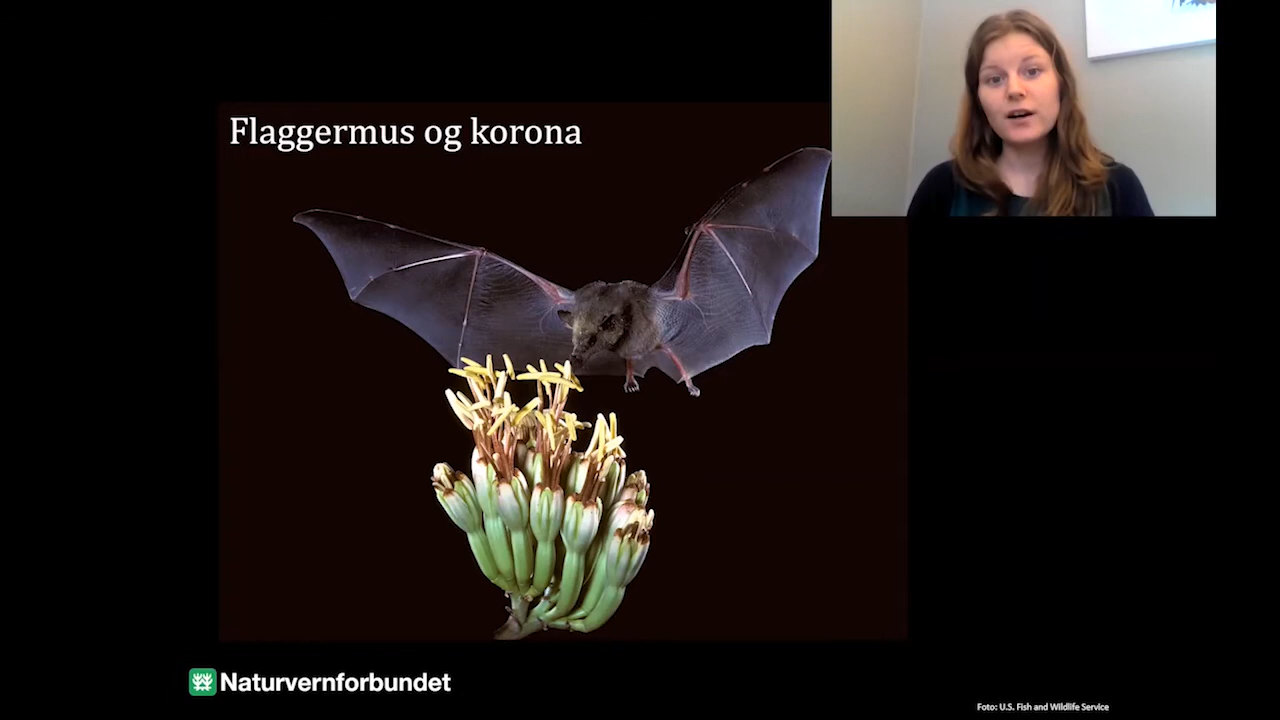 Flaggermus og korona
Naturvernforbundet
Foto: U.S. Fish and Wildlife Service